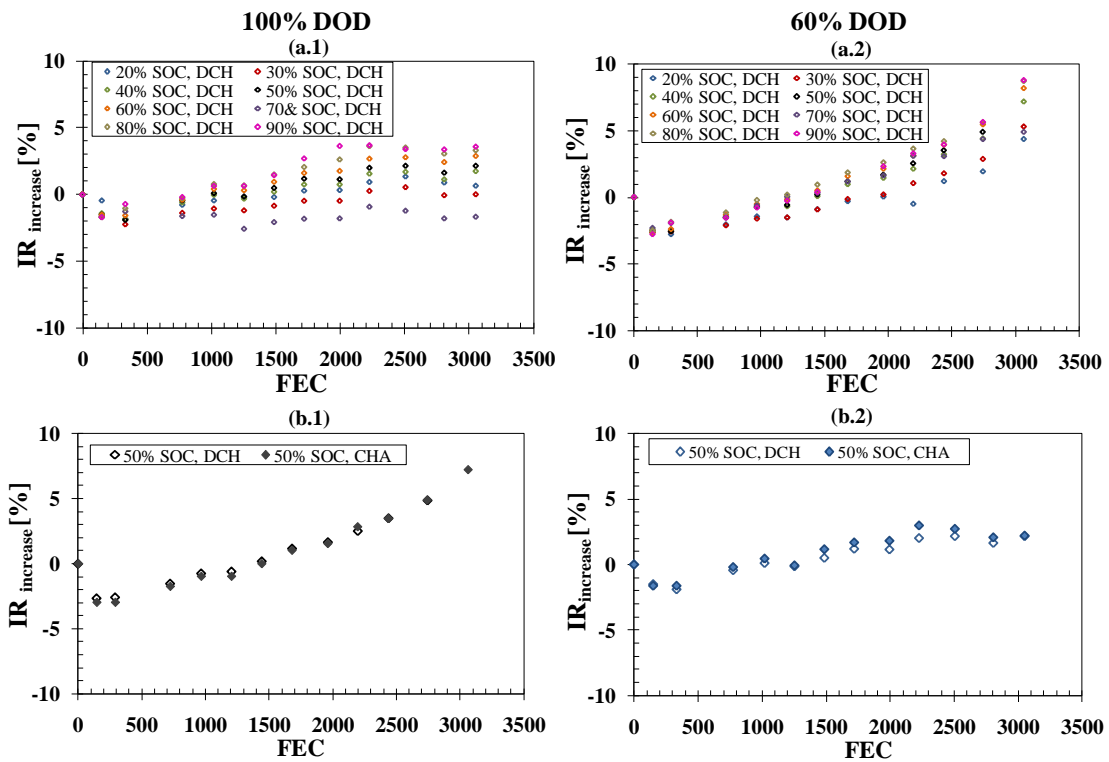 100% DOD
60% DOD
(a.1)
10
5
0
-5
-10
IR increase [%]
20% SOC, DCH
30% SOC, DCH
40% SOC, DCH
50% SOC, DCH
60% SOC, DCH
70& SOC, DCH
80% SOC, DCH
90% SOC, DCH
0 500 1000 1500 2000 2500 3000 3500
FEC
(a.2)
10
5
0
-5
-10
IR increase [%]
20% SOC, DCH
30% SOC, DCH
40% SOC, DCH
50% SOC, DCH
60% SOC, DCH
70% SOC, DCH
80% SOC, DCH
90% SOC, DCH
0 500 1000 1500 2000 2500 3000 3500
FEC
(b.1)
10
5
0
-5
-10
IR increase [%]
50% SOC, DCH
50% SOC, CHA
0 500 1000 1500 2000 2500 3000 3500
FEC
(b.2)
10
5
0
-5
-10
IR increase [%]
50% SOC, DCH
50% SOC, CHA
0 500 1000 1500 2000 2500 3000 3500
FEC